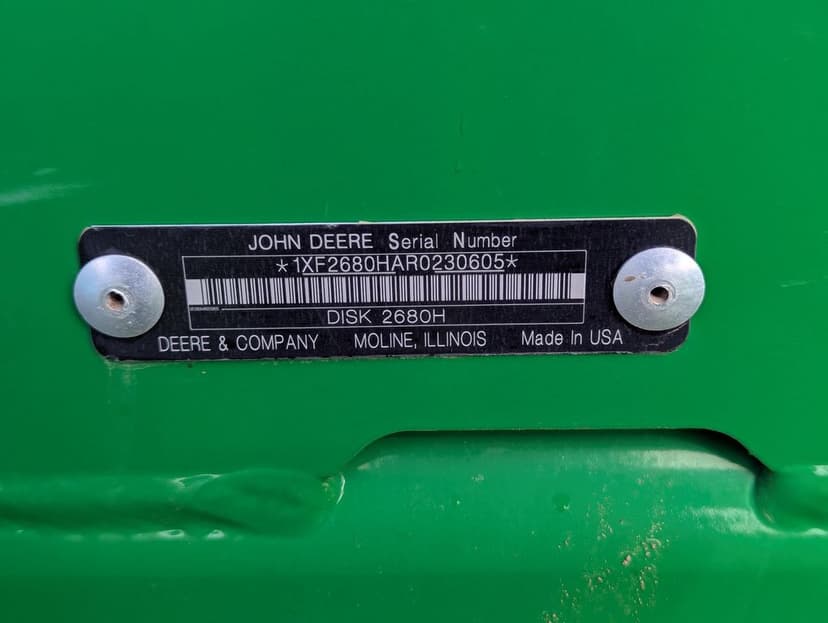 JOHN DEERE Serial Number
*1XF2680HAR0230605*
DISK 2680H
DEERE & COMPANY MOLINE, ILLINOIS Made In USA